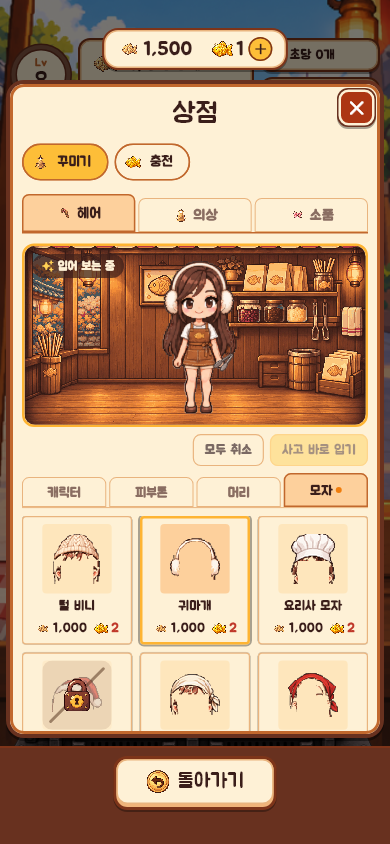 1,500
1
Lv
초당 0개
상점
꾸미기
충전
헤어
의상
소품
입어 보는 중
모두 취소
사고 바로 입기
캐릭터
피부톤
머리
모자
털 비니
귀마개
요리사 모자
1,000 2
1,000 2
1,000 2
돌아가기